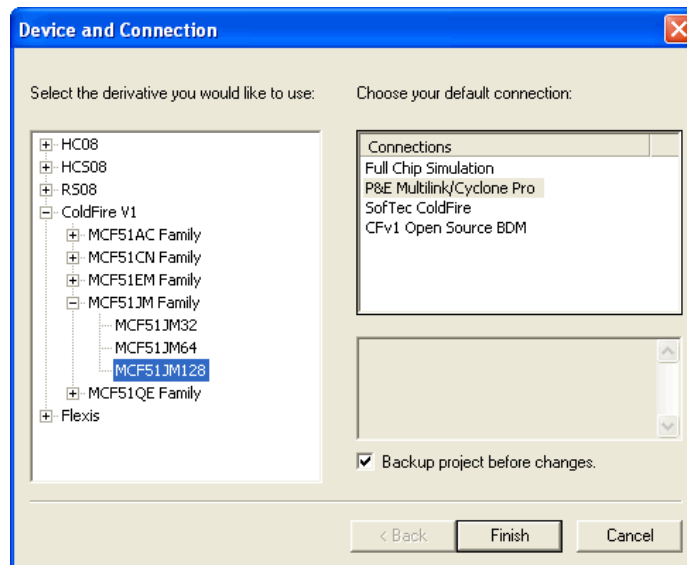 Device and Connection
Select the derivative you would like to use:
HC08
HCS08
RS08
ColdFire V1
MCF51AC Family
MCF51CN Family
MCF51EM Family
MCF51JM Family
MCF51JM32
MCF51JM64
MCF51JM128
MCF51QE Family
Flexis
Choose your default connection:
Connections
Full Chip Simulation
P&E Multilink/Cyclone Pro
SofTec ColdFire
CFv1 Open Source BDM
Backup project before changes.
< Back
Finish
Cancel